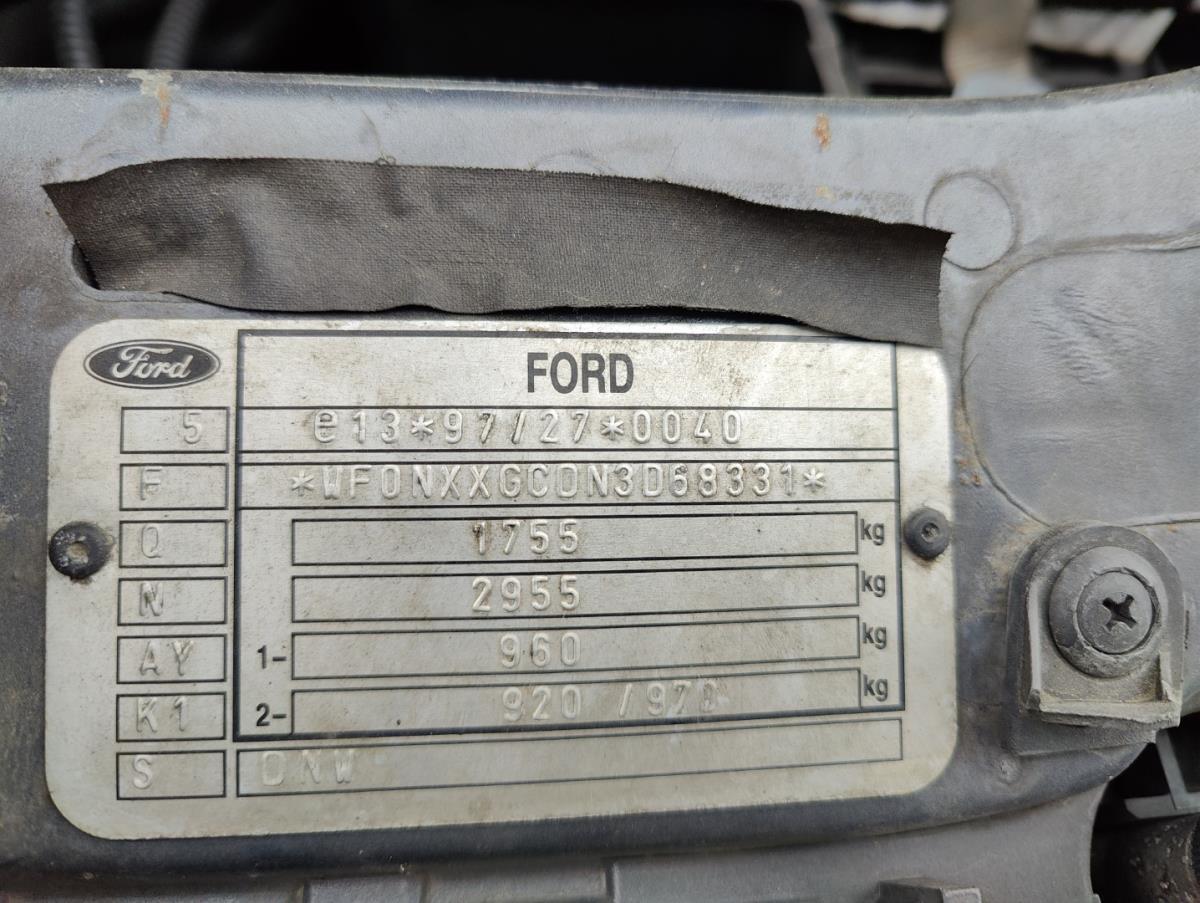 Ford
FORD
5 e13*97/27*0040
F *WF0NXXGCDN3D68331*
Q 1755 kg
N 2955 kg
AY 1- 960 kg
K1 2- 920 /970 kg
S DNW